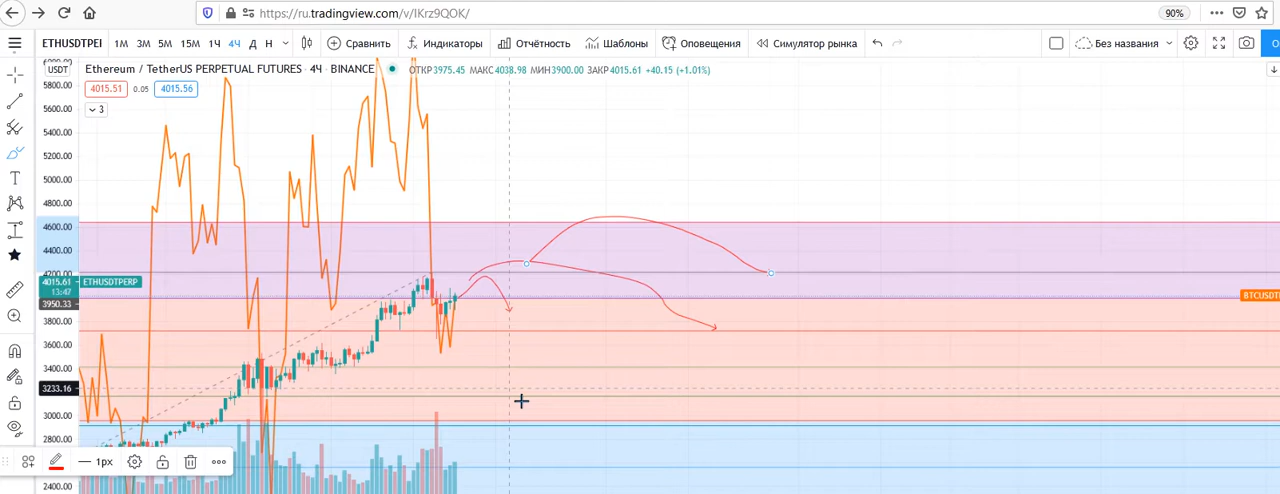 https://ru.tradingview.com/v/IKrz9QOK/
90%
ETHUSDTPEI 1М 3М 5М 15М 1Ч 4Ч Д Н Сравнить Индикаторы Отчётность Шаблоны Оповещения Симулятор рынка Без названия
USDT Ethereum / TetherUS PERPETUAL FUTURES · 4Ч · BINANCE ОТКР3975.45 МАКС4038.98 МИН3900.00 ЗАКР4015.61 +40.15 (+1.01%)
5800.00
4015.51 0.05 4015.56
5600.00
3
5400.00
5200.00
5000.00
4800.00
4600.00
4400.00
4200.00
4015.61 ETHUSDTPERP
13:47
BTCUSDT
3950.33
3800.00
3600.00
3400.00
3233.16
3000.00
2800.00
1px
2400.00